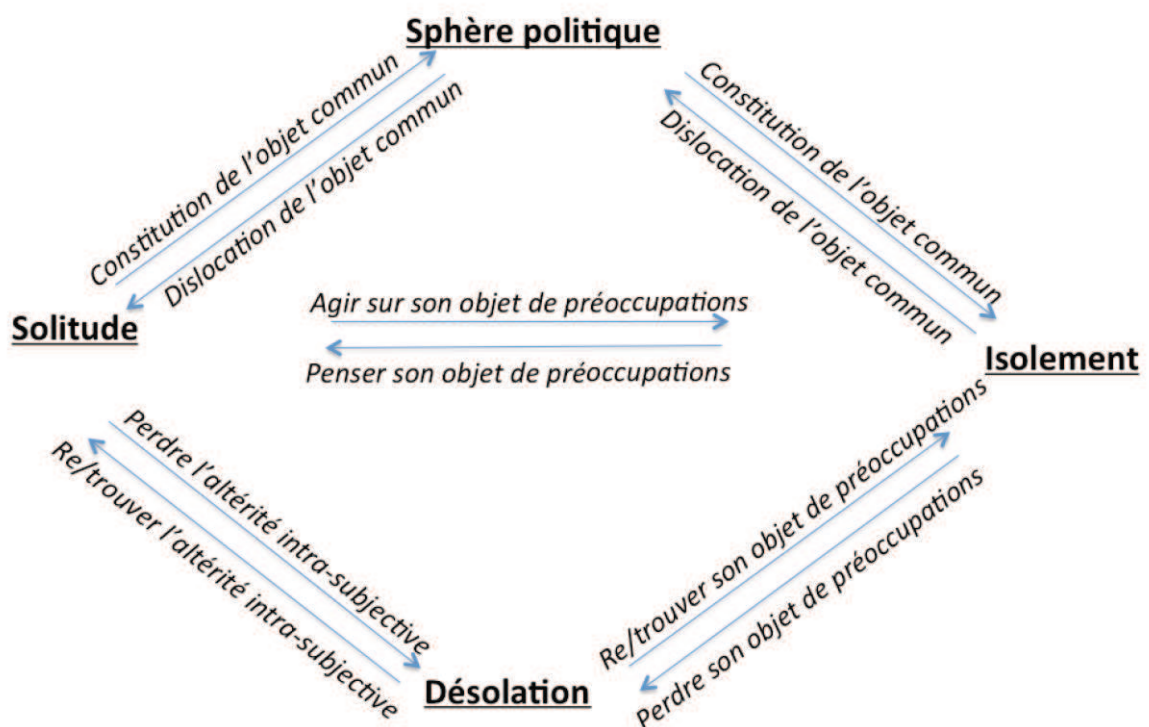 Sphère politique
Constitution de l'objet commun
Dislocation de l'objet commun
Constitution de l'objet commun
Dislocation de l'objet commun
Solitude
Agir sur son objet de préoccupations
Penser son objet de préoccupations
Isolement
Perdre l'altérité intra-subjective
Re/trouver l'altérité intra-subjective
Re/trouver son objet de préoccupations
Perdre son objet de préoccupations
Désolation